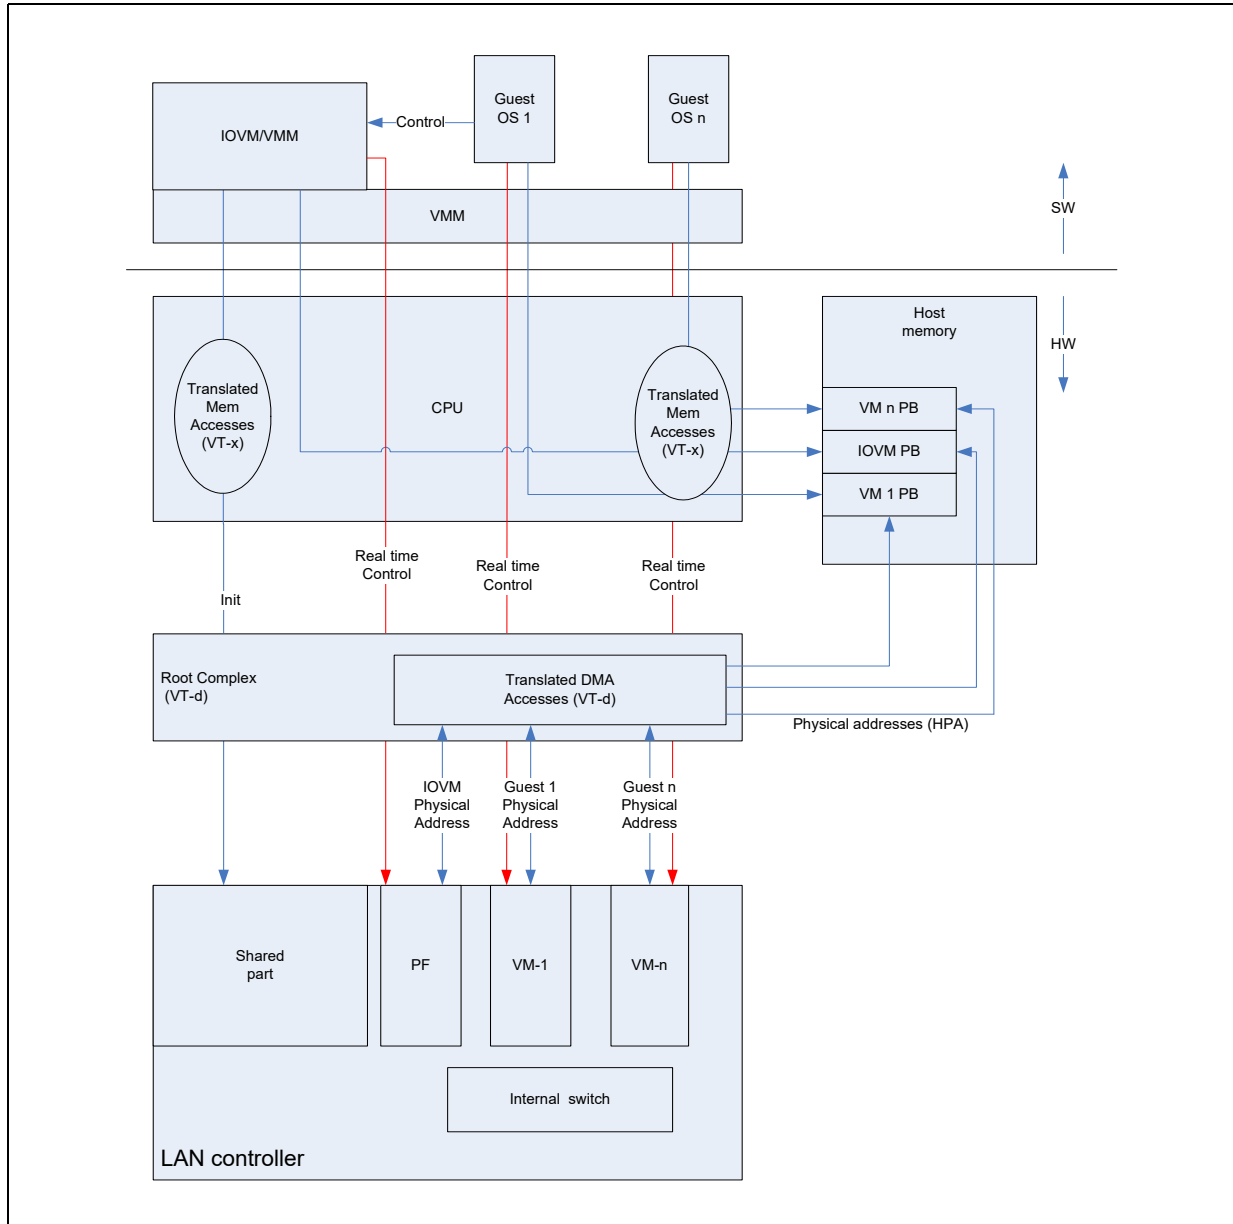 Guest
OS 1
Guest
OS n
IOVM/VMM
Control
VMM
SW
HW
Host
memory
Translated
Mem
Accesses
(VT-x)
CPU
Translated
Mem
Accesses
(VT-x)
VM n PB
IOVM PB
VM 1 PB
Real time
Control
Real time
Control
Real time
Control
Init
Root Complex
(VT-d)
Translated DMA
Accesses (VT-d)
Physical addresses (HPA)
IOVM
Physical
Address
Guest 1
Physical
Address
Guest n
Physical
Address
Shared
part
PF
VM-1
VM-n
Internal switch
LAN controller